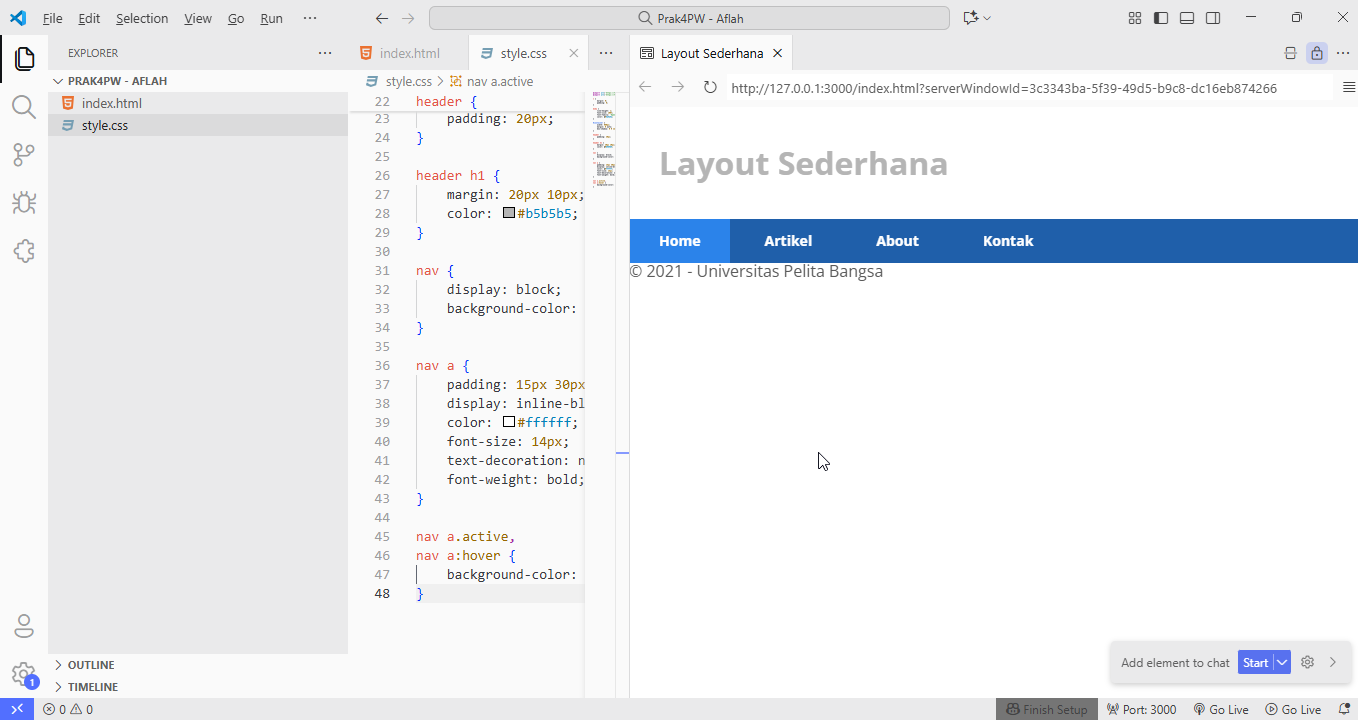 File Edit Selection View Go Run ··· Prak4PW - Aflah
EXPLORER ···
PRAK4PW - AFLAH
index.html
style.css
OUTLINE
TIMELINE
1
index.html style.css ···
style.css > nav a.active
22 header {
23 padding: 20px;
24 }
25
26 header h1 {
27 margin: 20px 10px;
28 color: #b5b5b5;
29 }
30
31 nav {
32 display: block;
33 background-color:
34 }
35
36 nav a {
37 padding: 15px 30px
38 display: inline-bl
39 color: #ffffff;
40 font-size: 14px;
41 text-decoration: n
42 font-weight: bold;
43 }
44
45 nav a.active,
46 nav a:hover {
47 background-color:
48 }
Layout Sederhana ···
http://127.0.0.1:3000/index.html?serverWindowId=3c3343ba-5f39-49d5-b9c8-dc16eb874266
Layout Sederhana
Home Artikel About Kontak
© 2021 - Universitas Pelita Bangsa
Add element to chat Start
0 0 Finish Setup Port: 3000 Go Live Go Live